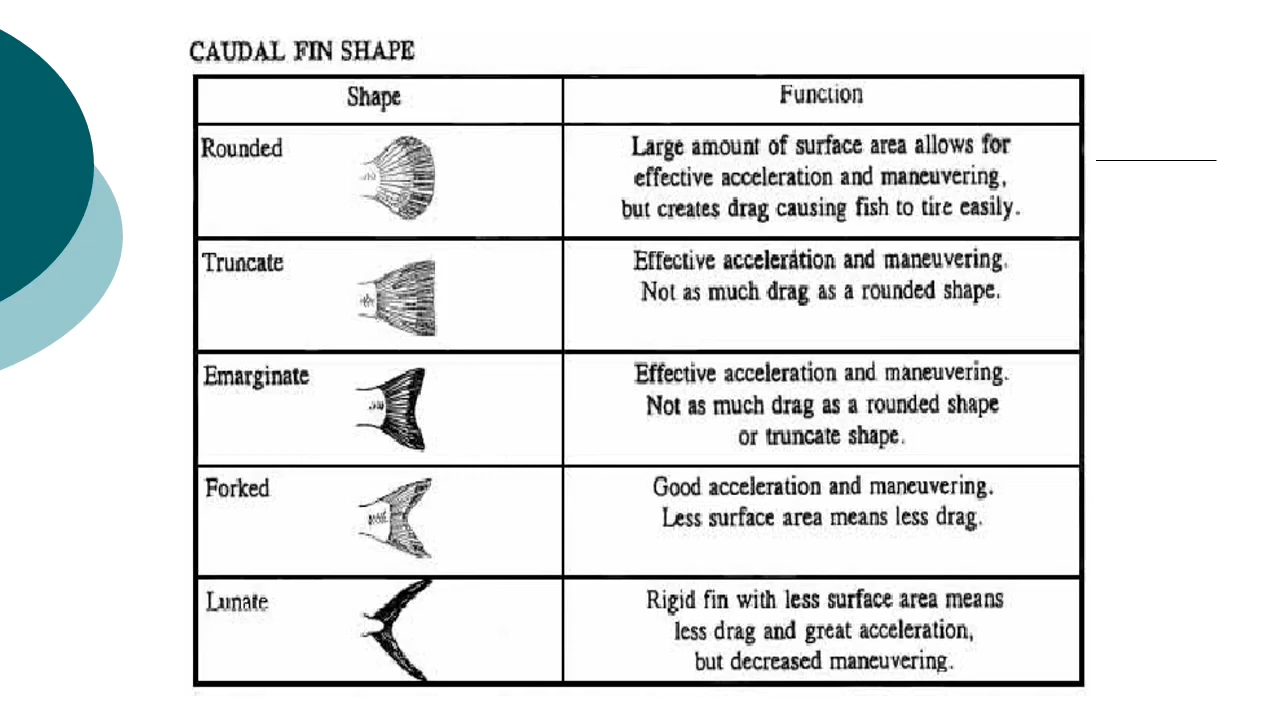 CAUDAL FIN SHAPE
Shape
Function
Rounded
Large amount of surface area allows for
effective acceleration and maneuvering,
but creates drag causing fish to tire easily.
Truncate
Effective acceleration and maneuvering.
Not as much drag as a rounded shape.
Emarginate
Effective acceleration and maneuvering.
Not as much drag as a rounded shape
or truncate shape.
Forked
Good acceleration and maneuvering.
Less surface area means less drag.
Lunate
Rigid fin with less surface area means
less drag and great acceleration,
but decreased maneuvering.